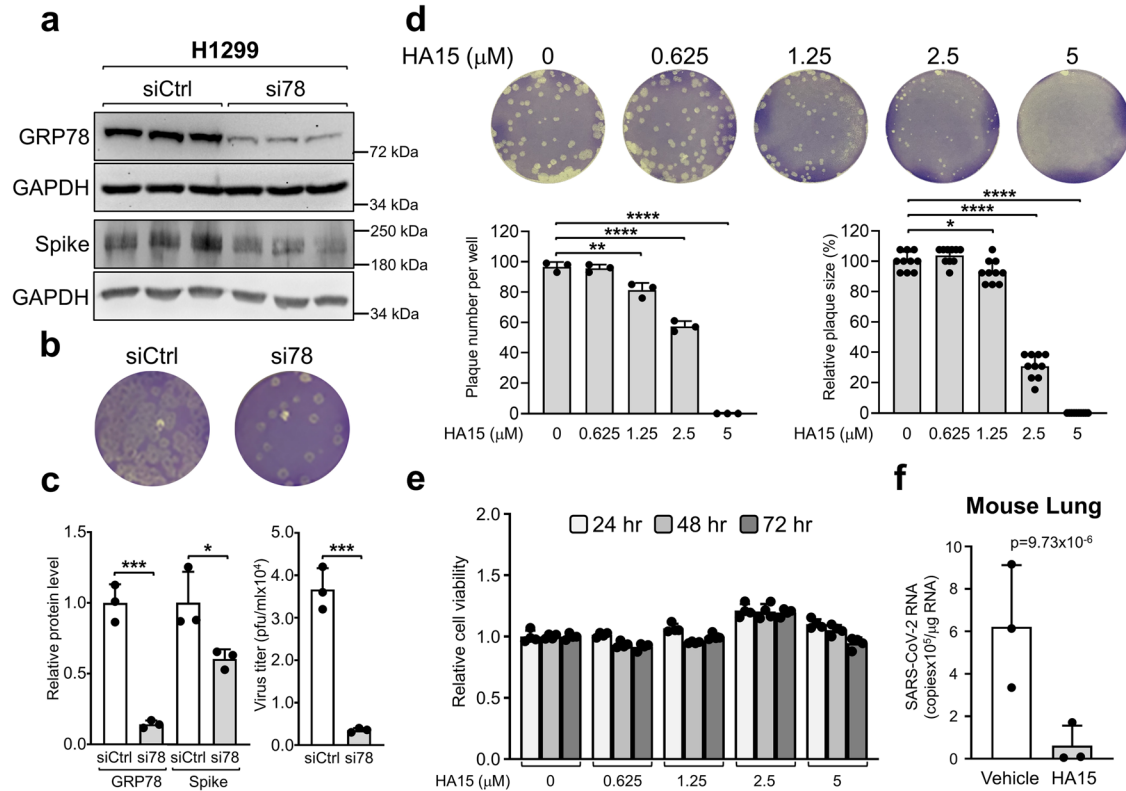 a
H1299
siCtrl si78
GRP78
72 kDa
GAPDH
34 kDa
Spike
250 kDa
180 kDa
GAPDH
34 kDa
b
siCtrl si78
c
Relative protein level
1.5
1.0
0.5
0.0
***
*
siCtrl si78 siCtrl si78
GRP78 Spike
Virus titer (pfu/mlx10⁴)
5.0
4.0
3.0
2.0
1.0
0.0
***
siCtrl si78
d
HA15 (μM) 0 0.625 1.25 2.5 5
Plaque number per well
120
100
80
60
40
20
0
****
****
**
HA15 (μM) 0 0.625 1.25 2.5 5
Relative plaque size (%)
120
100
80
60
40
20
0
****
****
*
HA15 (μM) 0 0.625 1.25 2.5 5
e
Relative cell viability
2.0
1.5
1.0
0.5
0.0
24 hr 48 hr 72 hr
HA15 (μM) 0 0.625 1.25 2.5 5
f
Mouse Lung
p=9.73x10⁻⁶
SARS-CoV-2 RNA
(copiesx10⁵/μg RNA)
10
8
6
4
2
0
Vehicle HA15